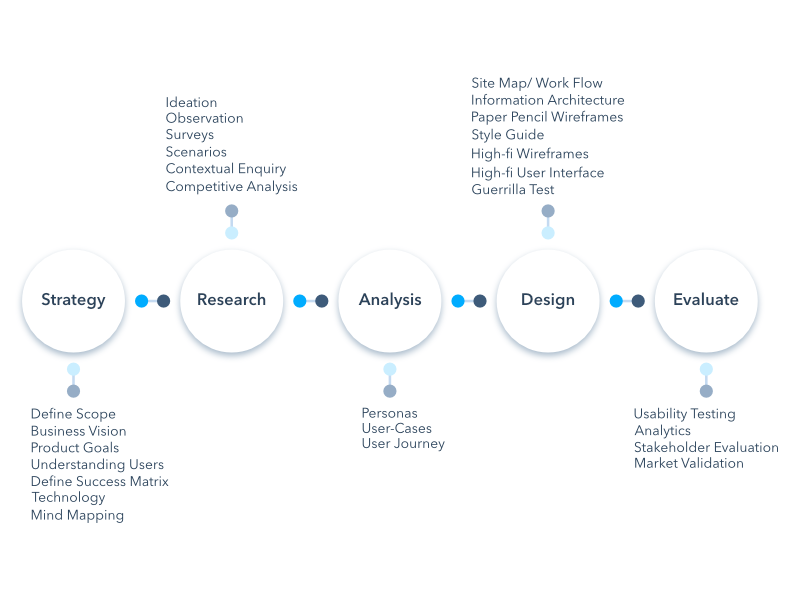 Ideation
Observation
Surveys
Scenarios
Contextual Enquiry
Competitive Analysis
Site Map/ Work Flow
Information Architecture
Paper Pencil Wireframes
Style Guide
High-fi Wireframes
High-fi User Interface
Guerrilla Test
Strategy
Research
Analysis
Design
Evaluate
Define Scope
Business Vision
Product Goals
Understanding Users
Define Success Matrix
Technology
Mind Mapping
Personas
User-Cases
User Journey
Usability Testing
Analytics
Stakeholder Evaluation
Market Validation